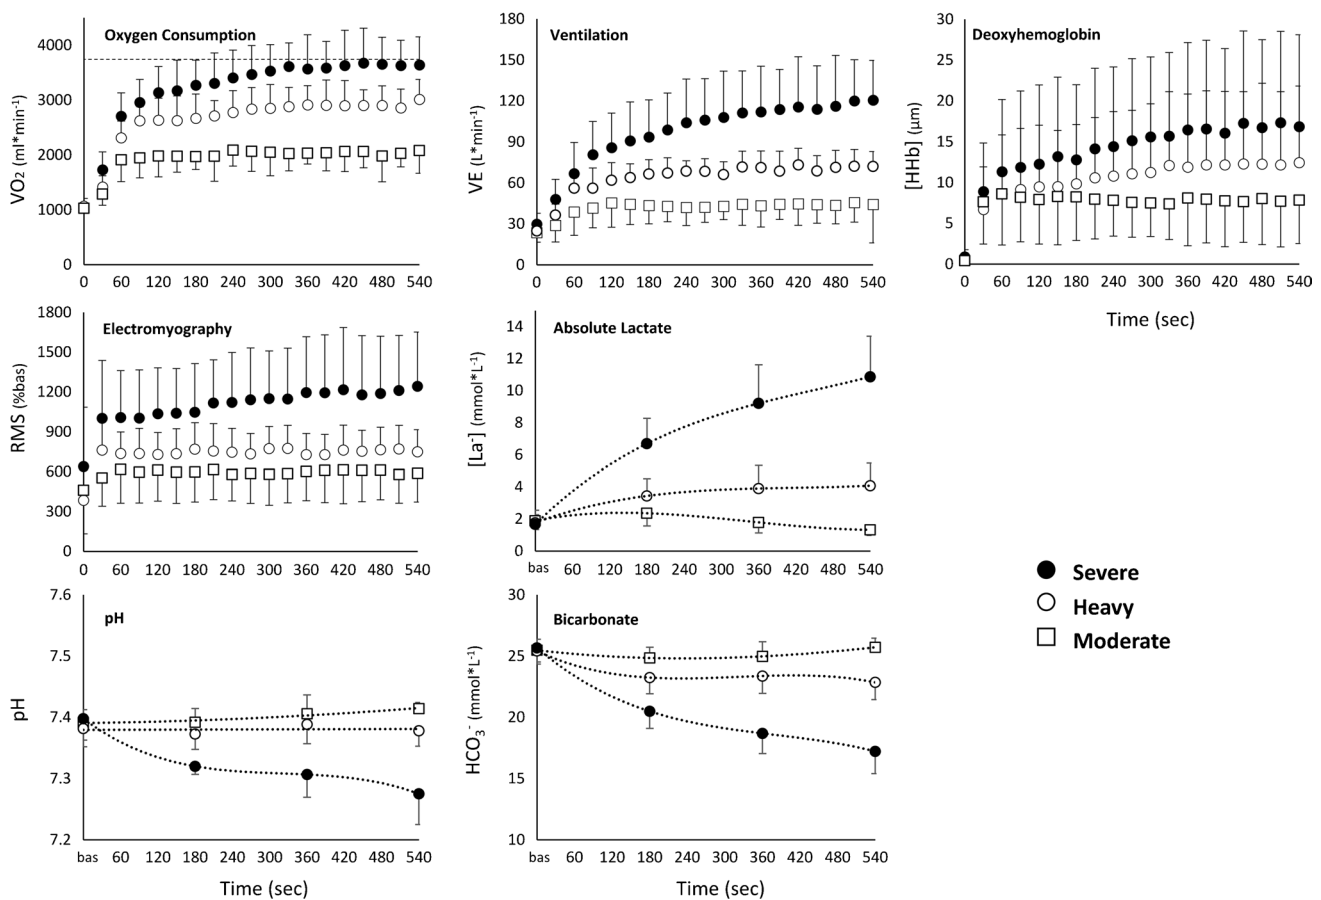 Oxygen Consumption
VO₂ (ml*min⁻¹)
4000
3000
2000
1000
0
0 60 120 180 240 300 360 420 480 540
Ventilation
VE (L*min⁻¹)
180
150
120
90
60
30
0
0 60 120 180 240 300 360 420 480 540
Deoxyhemoglobin
[HHb] (μm)
30
25
20
15
10
5
0
0 60 120 180 240 300 360 420 480 540
Time (sec)
Electromyography
RMS (%bas)
1800
1500
1200
900
600
300
0
0 60 120 180 240 300 360 420 480 540
Absolute Lactate
[La⁻] (mmol*L⁻¹)
14
12
10
8
6
4
2
0
bas 60 120 180 240 300 360 420 480 540
Severe
Heavy
Moderate
pH
pH
7.6
7.5
7.4
7.3
7.2
bas 60 120 180 240 300 360 420 480 540
Time (sec)
Bicarbonate
HCO₃⁻ (mmol*L⁻¹)
30
25
20
15
10
bas 60 120 180 240 300 360 420 480 540
Time (sec)